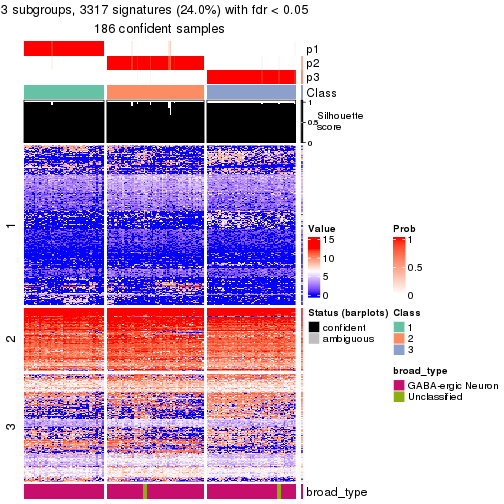 3 subgroups, 3317 signatures (24.0%) with fdr < 0.05
186 confident samples
p1
p2
p3
Class
1
0.5
0
Silhouette
score
1
2
3
Value
15
10
5
0
Prob
1
0.5
0
Status (barplots)
confident
ambiguous
Class
1
2
3
broad_type
GABA-ergic Neuron
Unclassified
broad_type